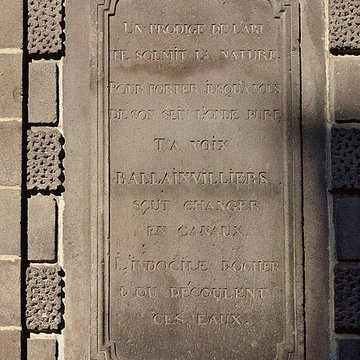 UN PRODIGE DE L'ART
TE SOUMIT LA NATURE
POUR PORTER JUSQU'A NOUS
DE SON SEIN L'ONDE PURE
TA VOIX
BALLAINVILLIERS
SÇUT CHANGER
EN CANAUX
L'INDOCILE ROCHER
D'OU DÉCOULENT
CES EAUX.